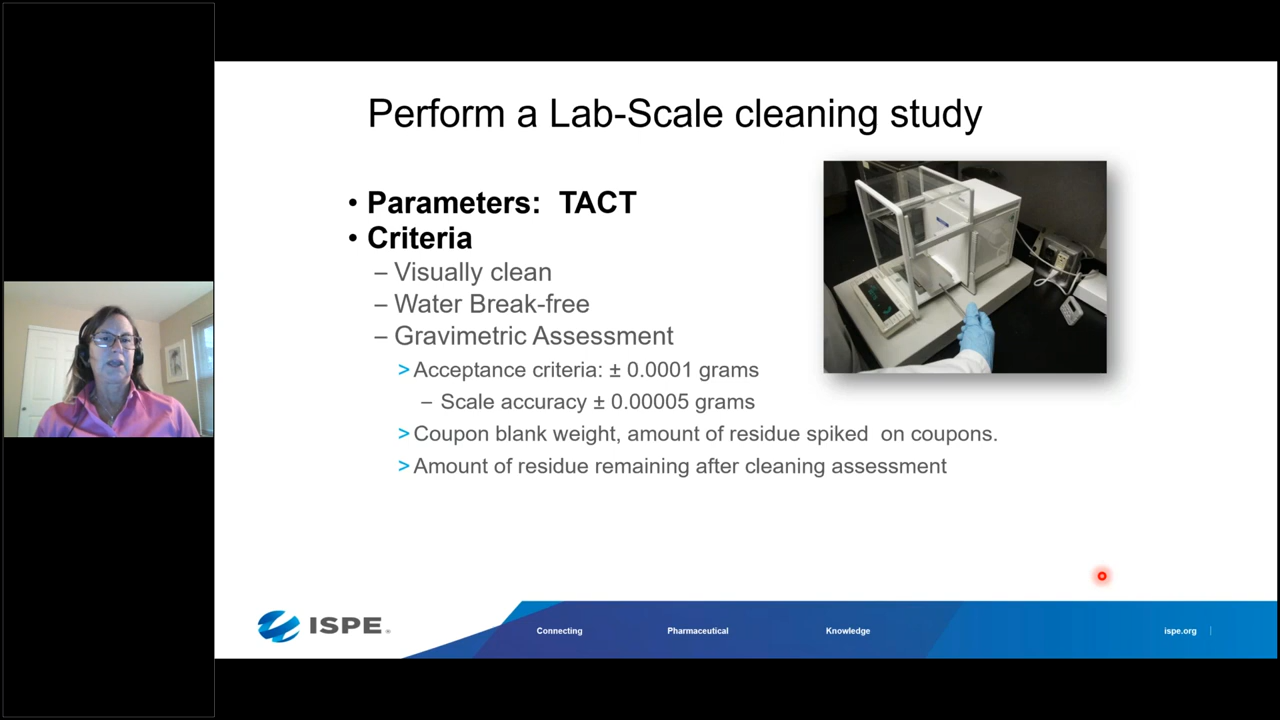 Perform a Lab-Scale cleaning study
• Parameters: TACT
• Criteria
– Visually clean
– Water Break-free
– Gravimetric Assessment
> Acceptance criteria: ± 0.0001 grams
– Scale accuracy ± 0.00005 grams
> Coupon blank weight, amount of residue spiked on coupons.
> Amount of residue remaining after cleaning assessment
ISPE®
Connecting Pharmaceutical Knowledge ispe.org |